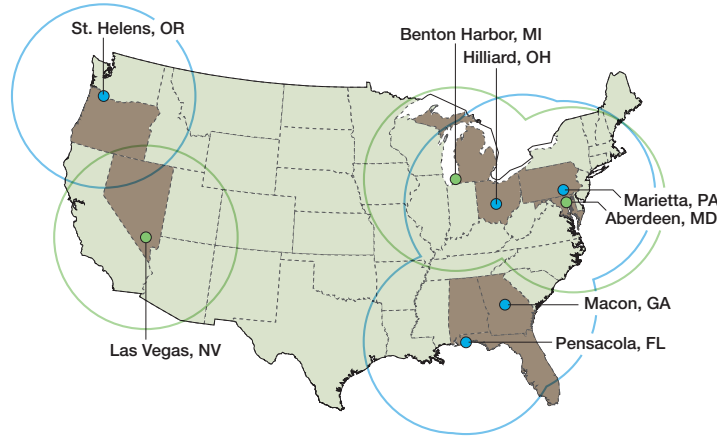 St. Helens, OR
Benton Harbor, MI
Hilliard, OH
Marietta, PA
Aberdeen, MD
Macon, GA
Pensacola, FL
Las Vegas, NV